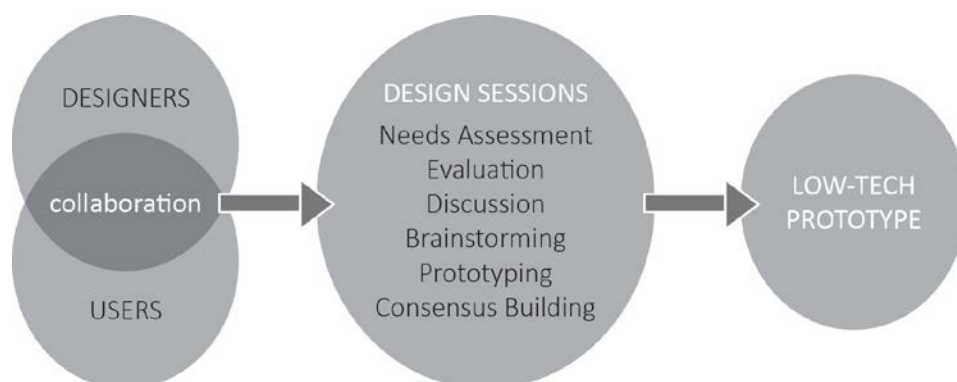 DESIGNERS
collaboration
USERS
DESIGN SESSIONS
Needs Assessment
Evaluation
Discussion
Brainstorming
Prototyping
Consensus Building
LOW-TECH
PROTOTYPE